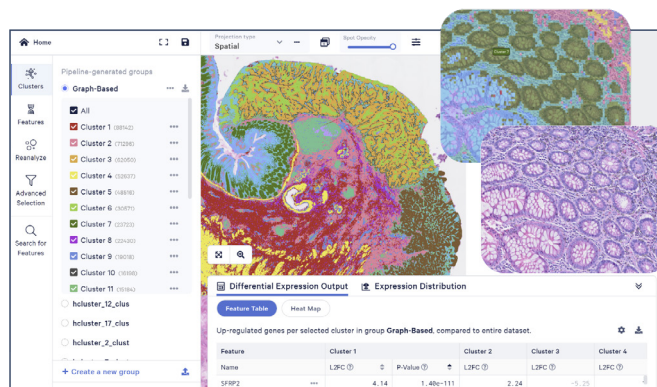 Home
Projection type
Spatial
Spot Opacity
Clusters
Features
Reanalyze
Advanced
Selection
Search for
Features
Pipeline-generated groups
Graph-Based
All
Cluster 1
Cluster 2
Cluster 3
Cluster 4
Cluster 5
Cluster 6
Cluster 7
Cluster 8
Cluster 9
Cluster 10
Cluster 11
hcluster_12_clus
hcluster_17_clus
hcluster_2_clust
+ Create a new group
Differential Expression Output Expression Distribution
Feature Table Heat Map
Up-regulated genes per selected cluster in group Graph-Based, compared to entire dataset.
Feature Cluster 1 Cluster 2 Cluster 3 Cluster 4
Name L2FC P-Value L2FC L2FC L2FC
SFRP2 4.14 1.40e-111 2.24 -5.25